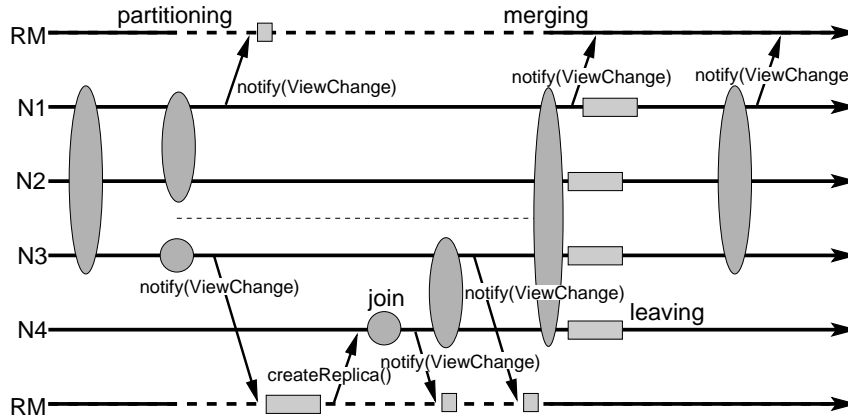 partitioning merging
RM
notify(ViewChange) notify(ViewChange) notify(ViewChange
N1
N2
N3
notify(ViewChange) notify(ViewChange)
join leaving
N4
notify(ViewChange)
createReplica()
RM